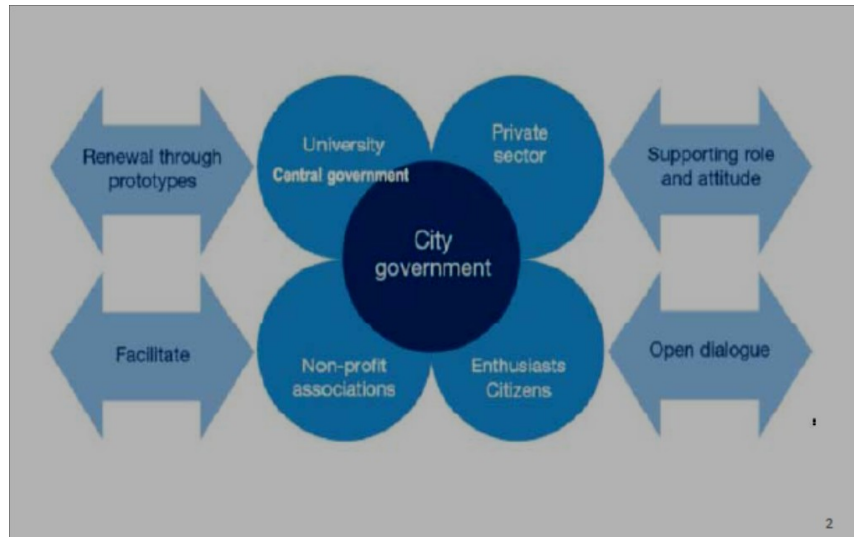 Renewal through
prototypes
University
Central government
Private
sector
Supporting role
and attitude
City
government
Facilitate
Non-profit
associations
Enthusiasts
Citizens
Open dialogue
2